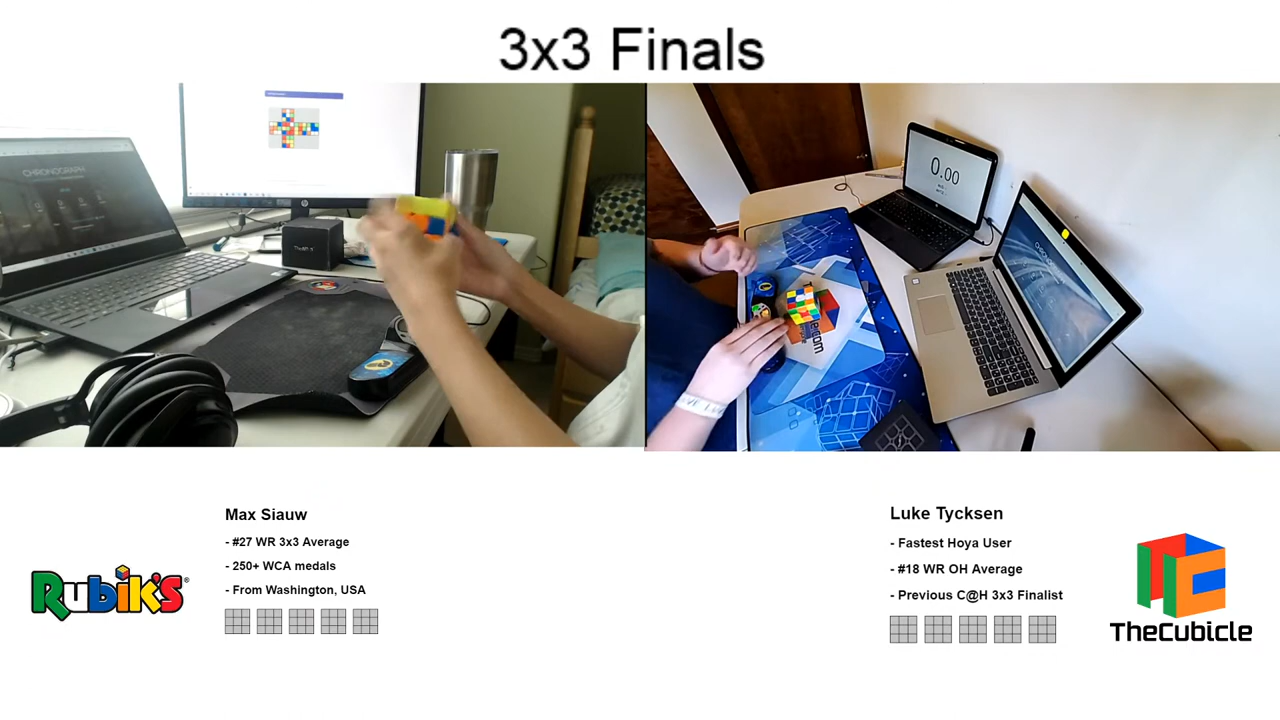 3x3 Finals
CHRONOGRAPH
0.00
Max Siauw
- #27 WR 3x3 Average
- 250+ WCA medals
- From Washington, USA
RUBIK'S®
Luke Tycksen
- Fastest Hoya User
- #18 WR OH Average
- Previous C@H 3x3 Finalist
TheCubicle